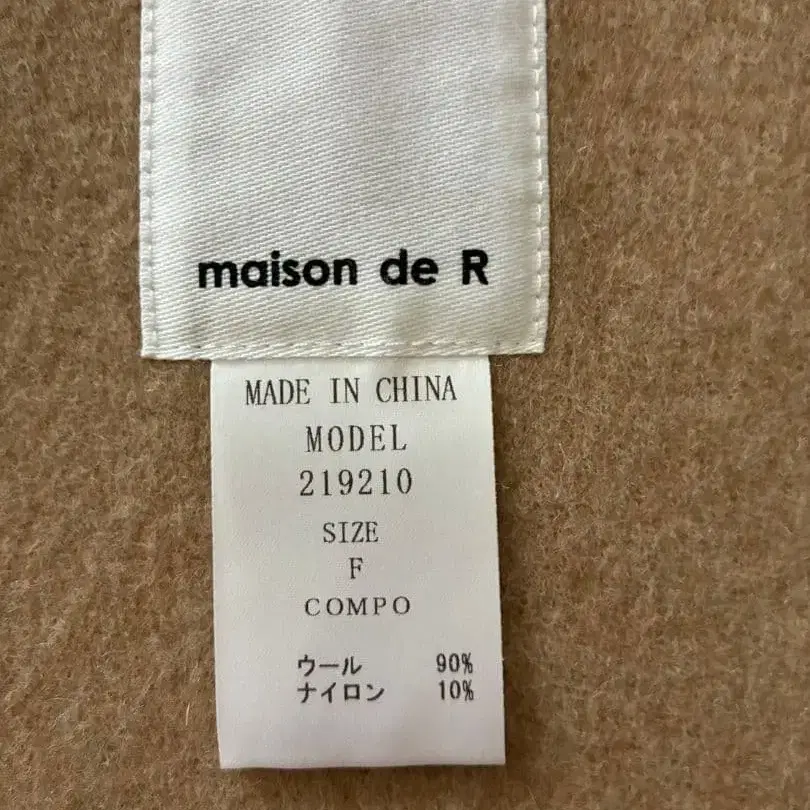 maison de R
MADE IN CHINA
MODEL
219210
SIZE
F
COMPO
ウール 90%
ナイロン 10%